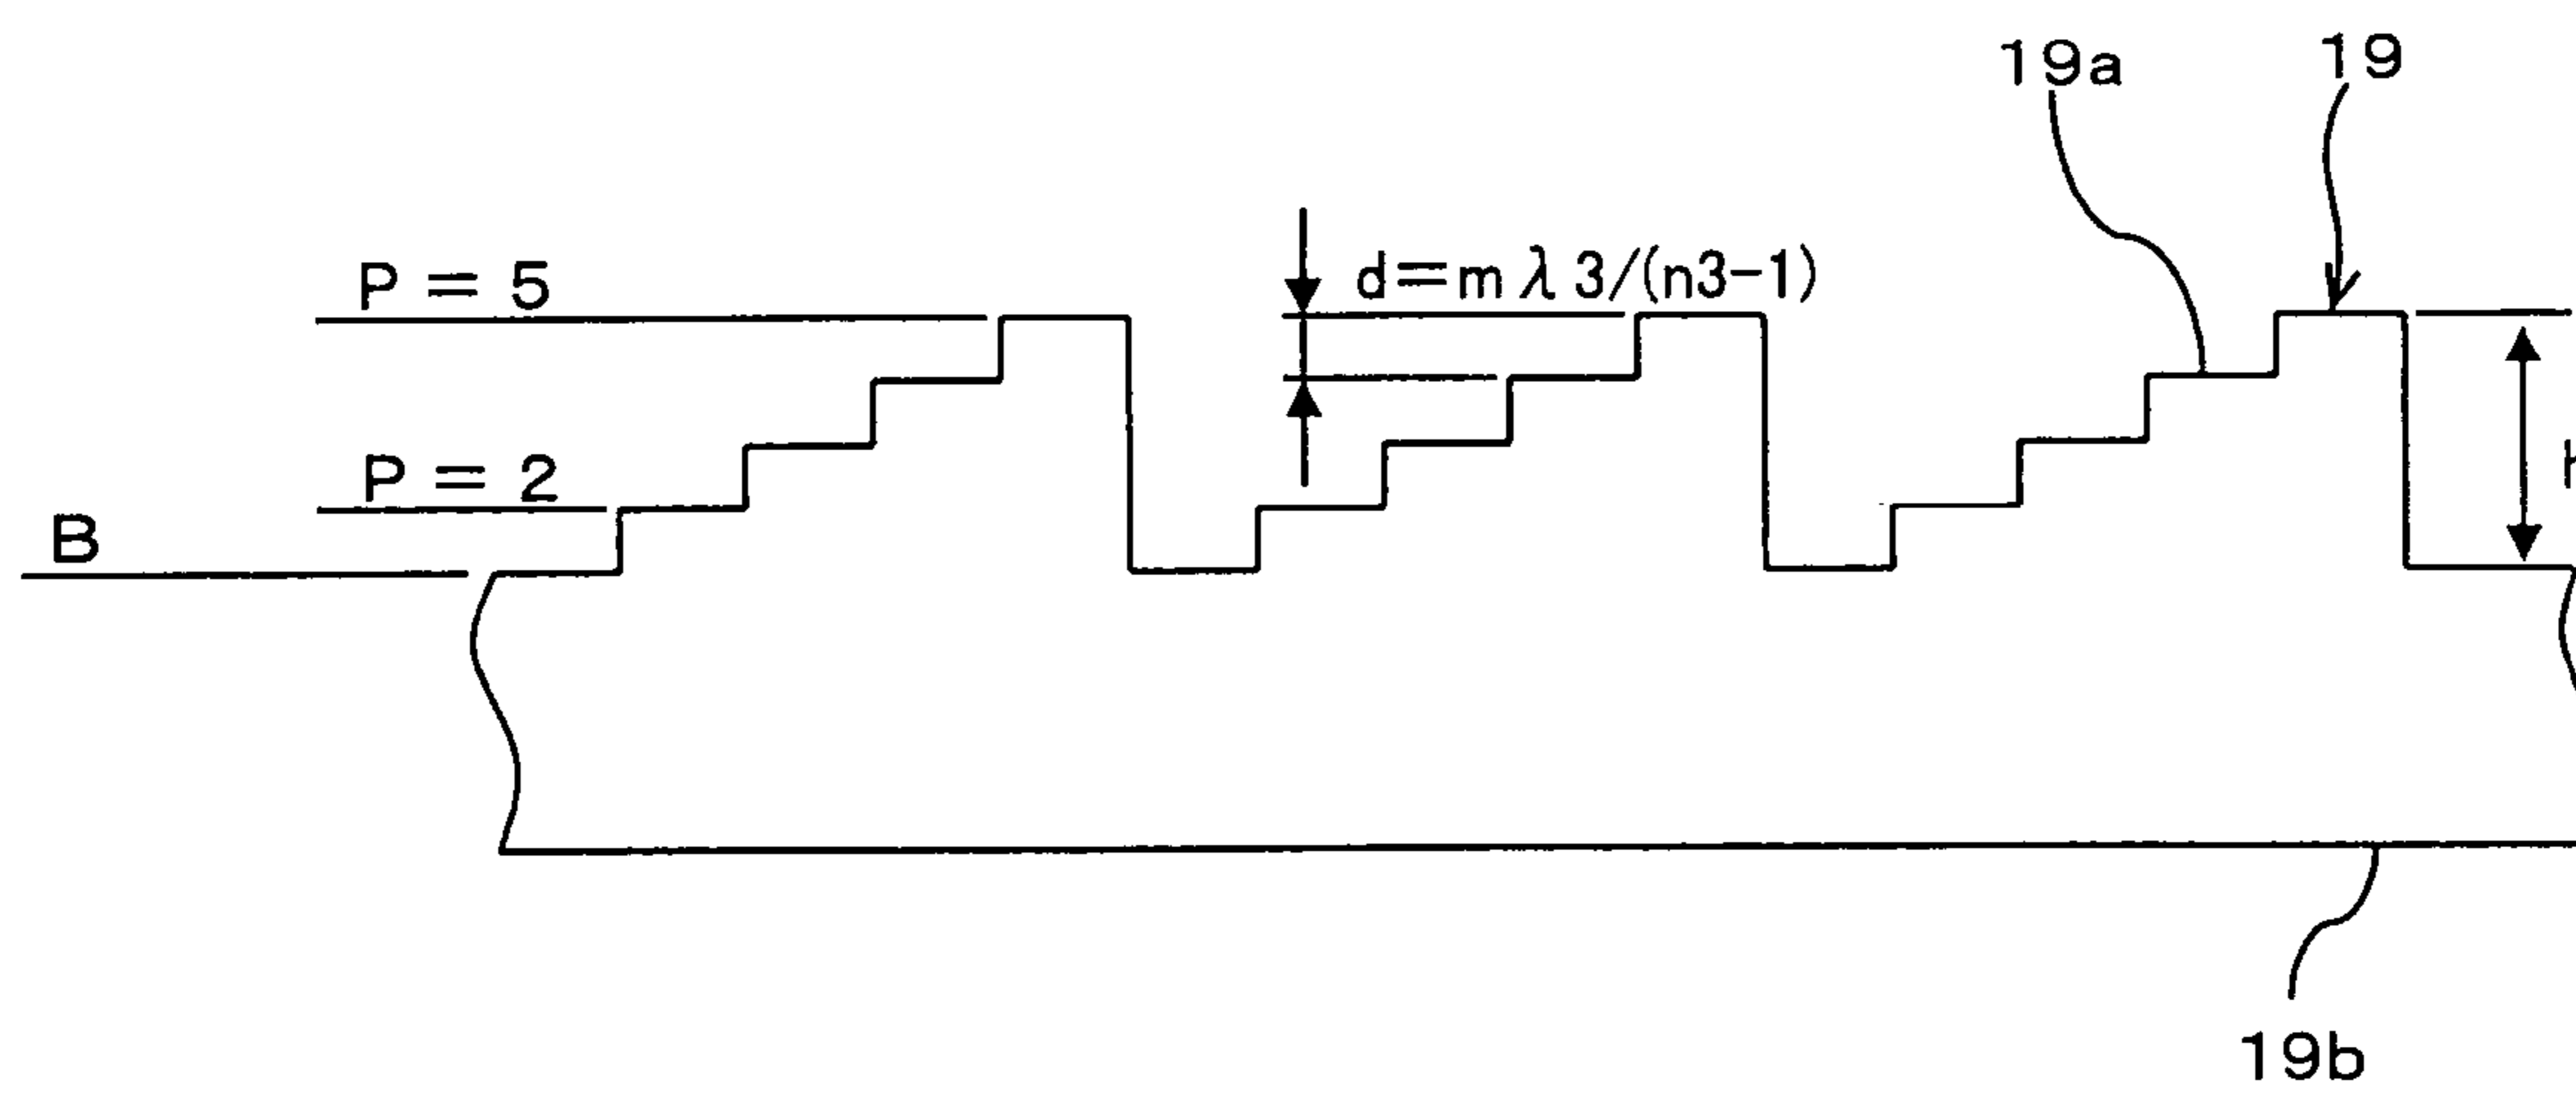 19a
19
P = 5
d=mλ3/(n3-1)
P = 2
B
19b